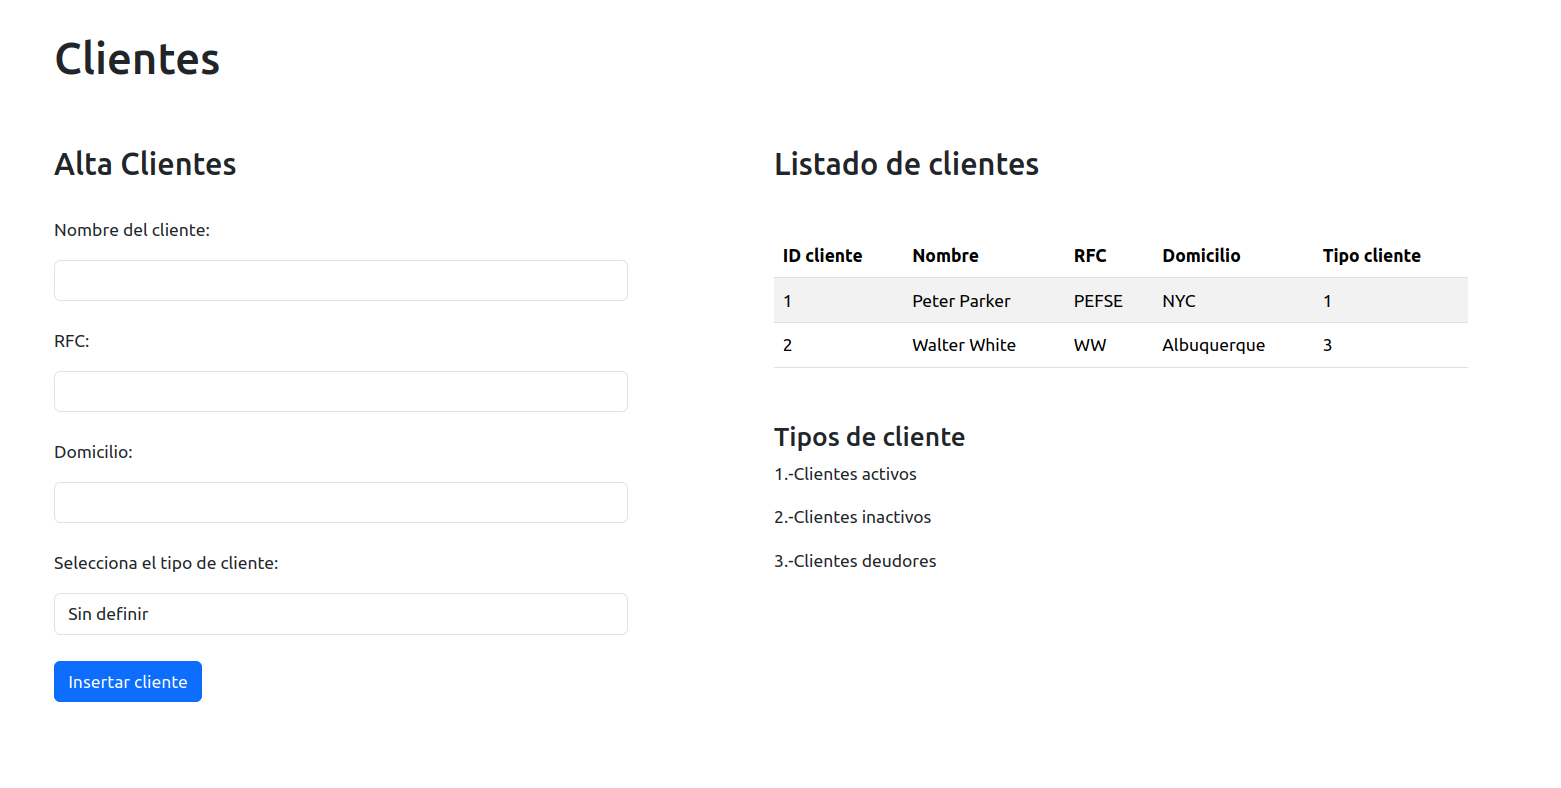 Clientes
Alta Clientes
Nombre del cliente:
RFC:
Domicilio:
Selecciona el tipo de cliente:
Sin definir
Insertar cliente
Listado de clientes
ID cliente Nombre RFC Domicilio Tipo cliente
1 Peter Parker PEFSE NYC 1
2 Walter White WW Albuquerque 3
Tipos de cliente
1.-Clientes activos
2.-Clientes inactivos
3.-Clientes deudores